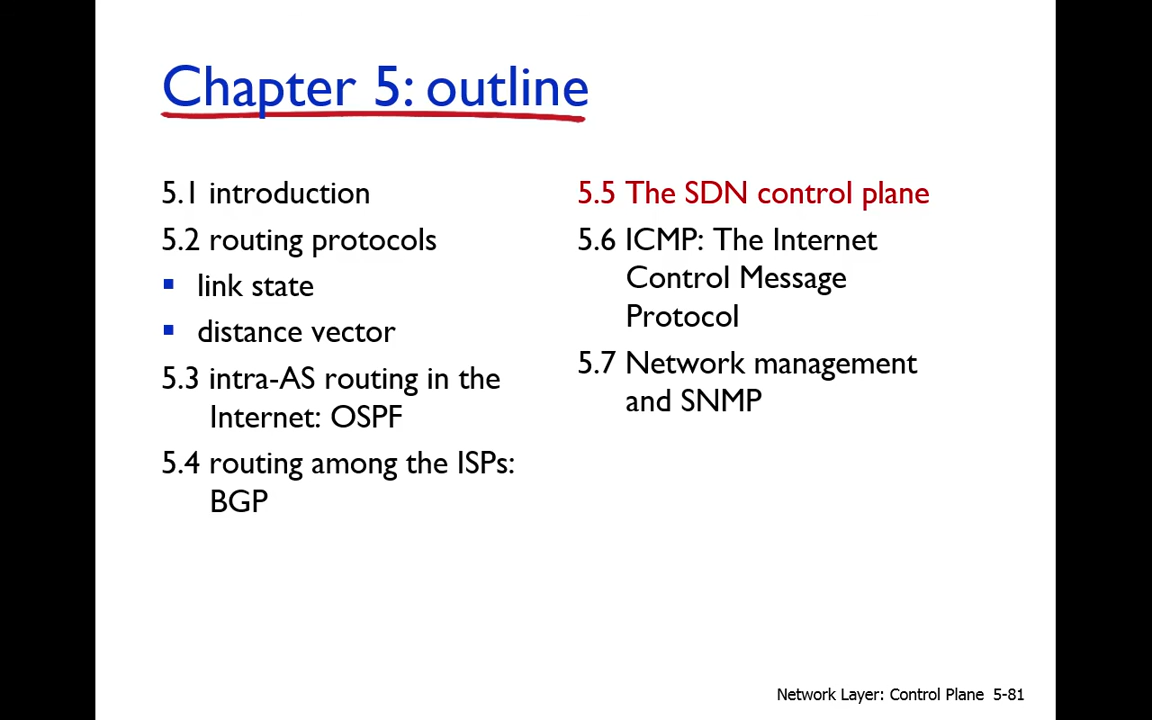 Chapter 5: outline
5.1 introduction
5.2 routing protocols
▪ link state
▪ distance vector
5.3 intra-AS routing in the
Internet: OSPF
5.4 routing among the ISPs:
BGP
5.5 The SDN control plane
5.6 ICMP: The Internet
Control Message
Protocol
5.7 Network management
and SNMP
Network Layer: Control Plane 5-81